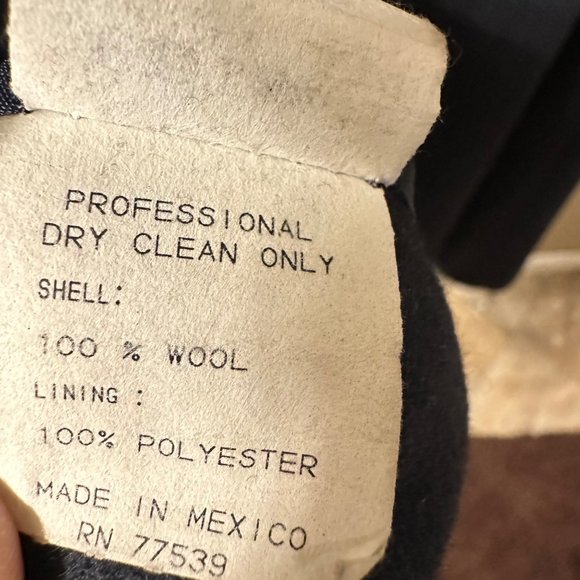 PROFESSIONAL
DRY CLEAN ONLY
SHELL:
100 % WOOL
LINING :
100% POLYESTER
MADE IN MEXICO
RN 77539